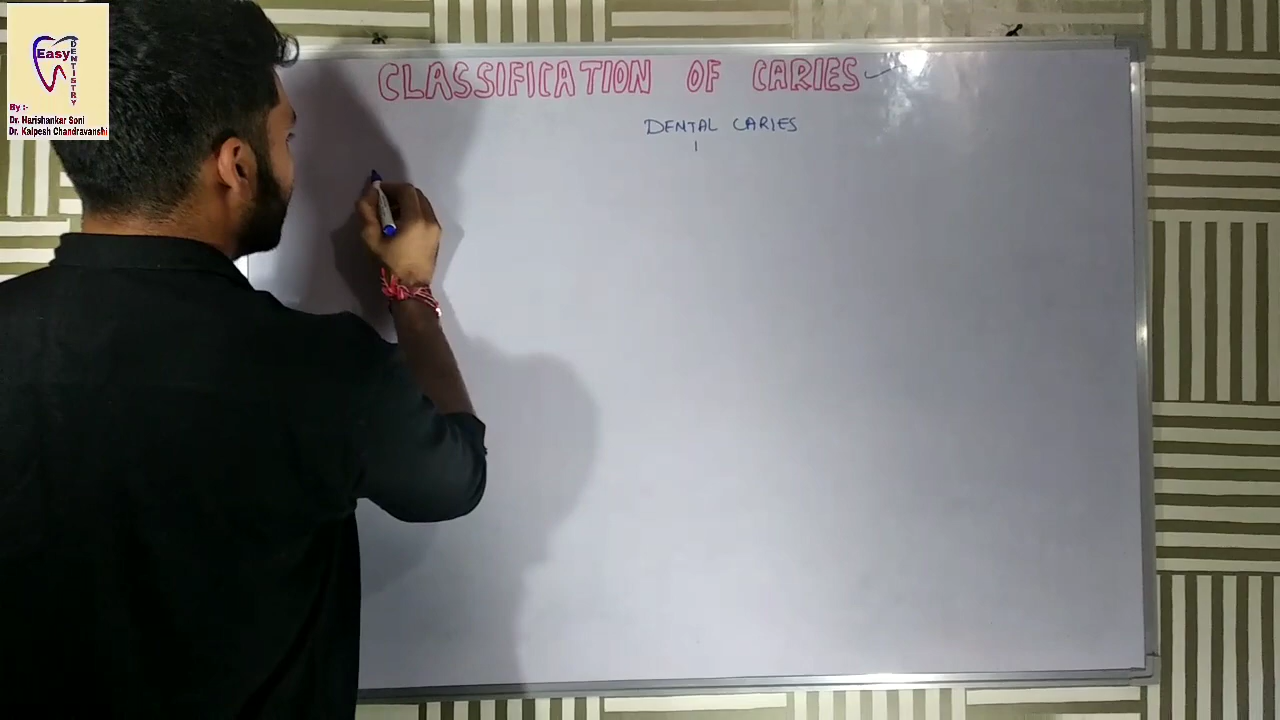 Easy
DENTISTRY
By :-
Dr. Harishankar Soni
Dr. Kalpesh Chandravanshi
CLASSIFICATION OF CARIES
DENTAL CARIES